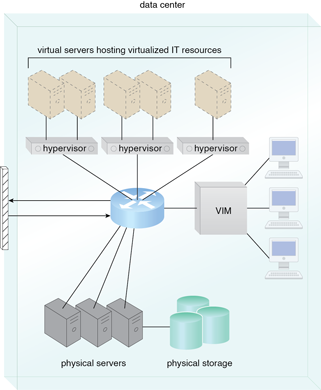 data center
virtual servers hosting virtualized IT resources
hypervisor hypervisor hypervisor
VIM
physical servers physical storage